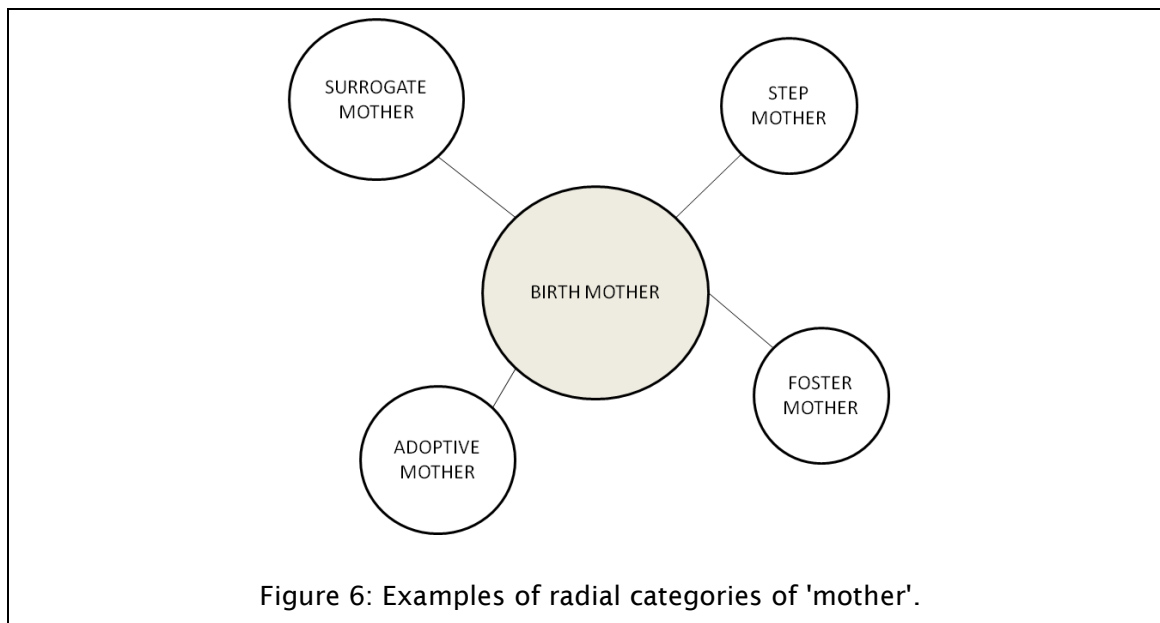 SURROGATE
MOTHER
STEP
MOTHER
BIRTH MOTHER
FOSTER
MOTHER
ADOPTIVE
MOTHER
Figure 6: Examples of radial categories of 'mother'.